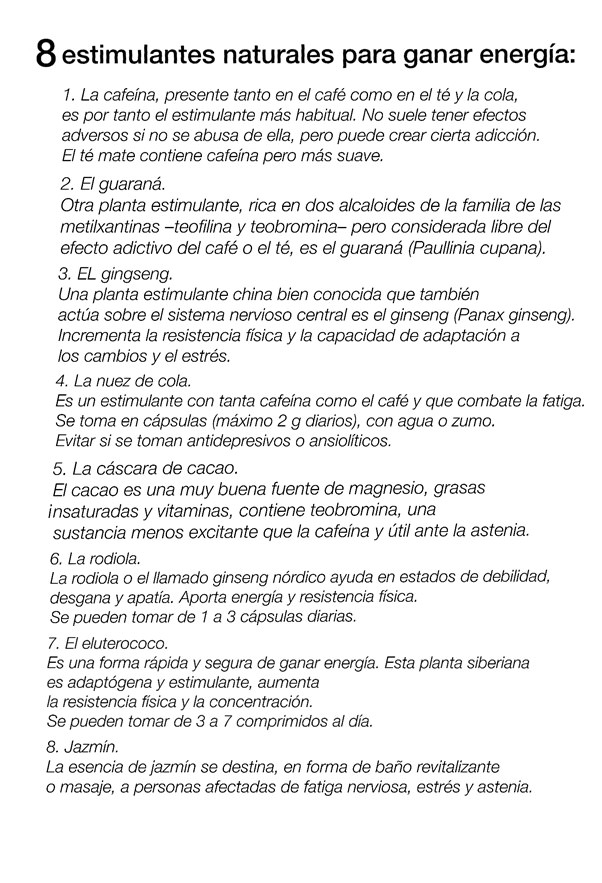 8 estimulantes naturales para ganar energía:
1. La cafeína, presente tanto en el café como en el té y la cola,
es por tanto el estimulante más habitual. No suele tener efectos
adversos si no se abusa de ella, pero puede crear cierta adicción.
El té mate contiene cafeína pero más suave.
2. El guaraná.
Otra planta estimulante, rica en dos alcaloides de la familia de las
metilxantinas –teofilina y teobromina– pero considerada libre del
efecto adictivo del café o el té, es el guaraná (Paullinia cupana).
3. EL gingseng.
Una planta estimulante china bien conocida que también
actúa sobre el sistema nervioso central es el ginseng (Panax ginseng).
Incrementa la resistencia física y la capacidad de adaptación a
los cambios y el estrés.
4. La nuez de cola.
Es un estimulante con tanta cafeína como el café y que combate la fatiga.
Se toma en cápsulas (máximo 2 g diarios), con agua o zumo.
Evitar si se toman antidepresivos o ansiolíticos.
5. La cáscara de cacao.
El cacao es una muy buena fuente de magnesio, grasas
insaturadas y vitaminas, contiene teobromina, una
sustancia menos excitante que la cafeína y útil ante la astenia.
6. La rodiola.
La rodiola o el llamado ginseng nórdico ayuda en estados de debilidad,
desgana y apatía. Aporta energía y resistencia física.
Se pueden tomar de 1 a 3 cápsulas diarias.
7. El eluterococo.
Es una forma rápida y segura de ganar energía. Esta planta siberiana
es adaptógena y estimulante, aumenta
la resistencia física y la concentración.
Se pueden tomar de 3 a 7 comprimidos al día.
8. Jazmín.
La esencia de jazmín se destina, en forma de baño revitalizante
o masaje, a personas afectadas de fatiga nerviosa, estrés y astenia.